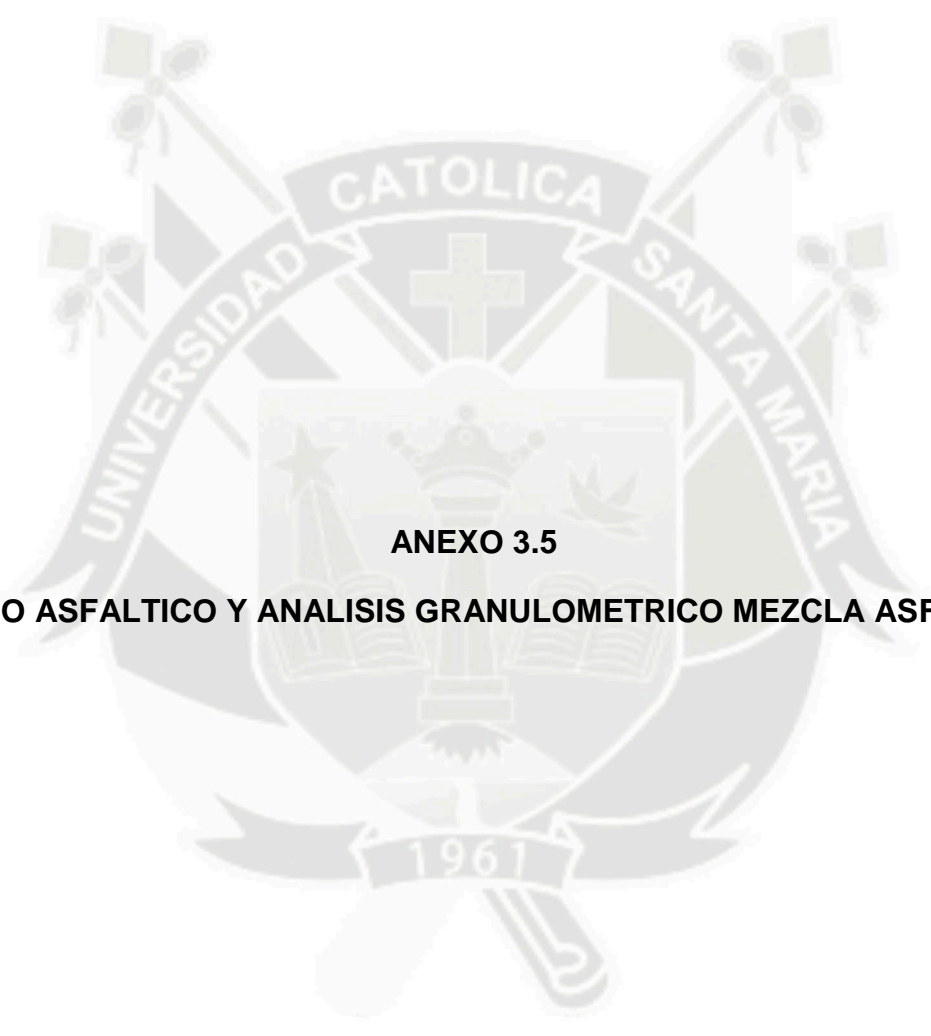 UNIVERSIDAD CATOLICA SANTA MARIA
ANEXO 3.5
O ASFALTICO Y ANALISIS GRANULOMETRICO MEZCLA ASF
1961